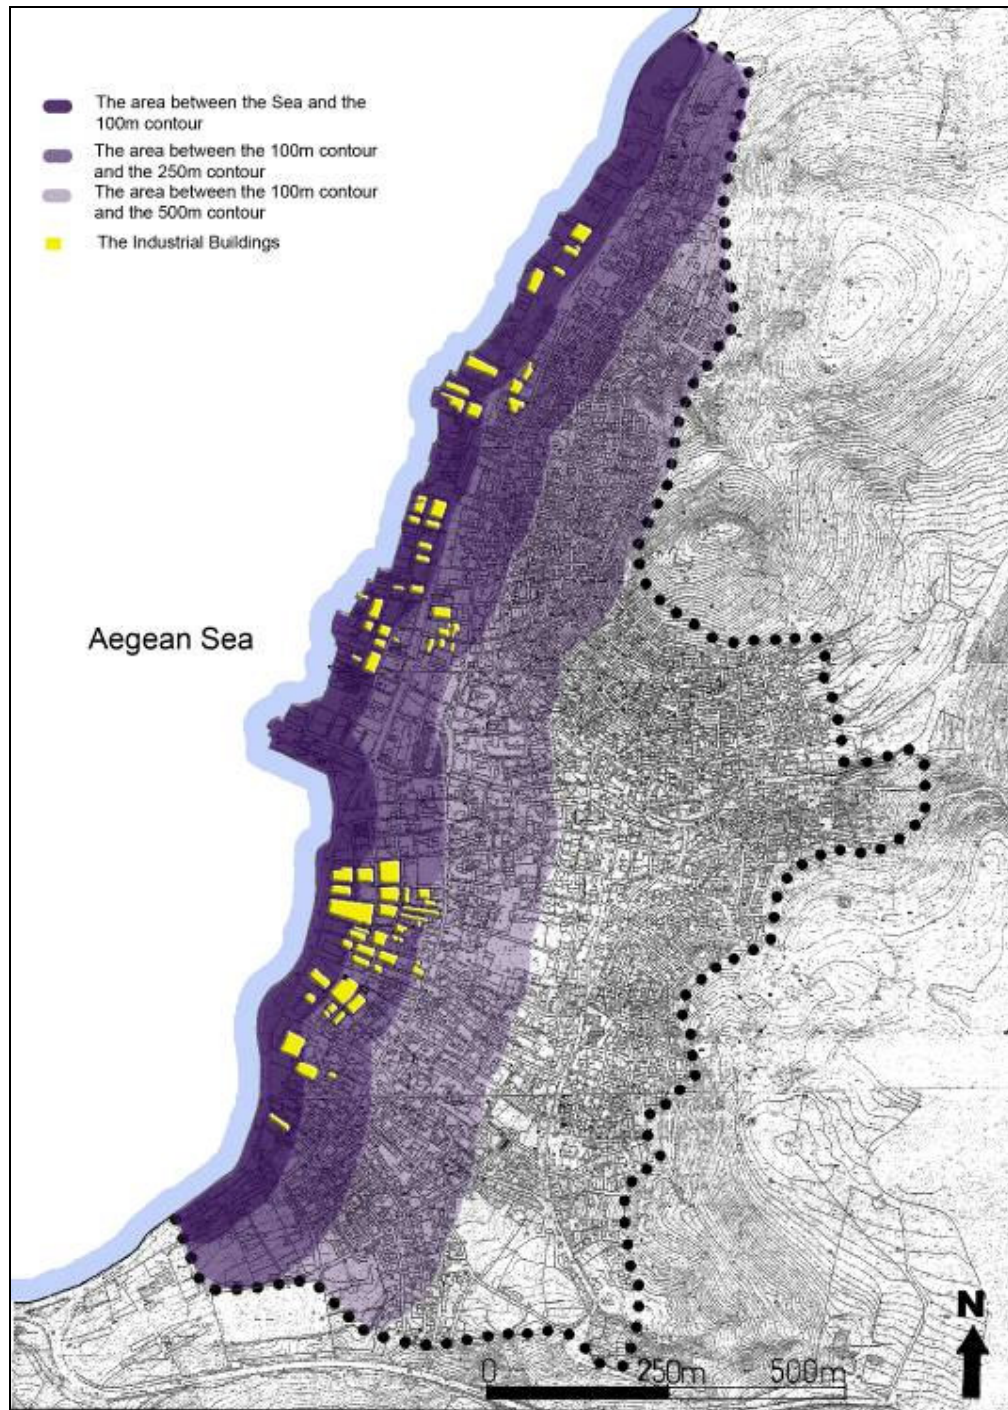 The area between the Sea and the
100m contour
The area between the 100m contour
and the 250m contour
The area between the 100m contour
and the 500m contour
The Industrial Buildings
Aegean Sea
N
0 250m 500m